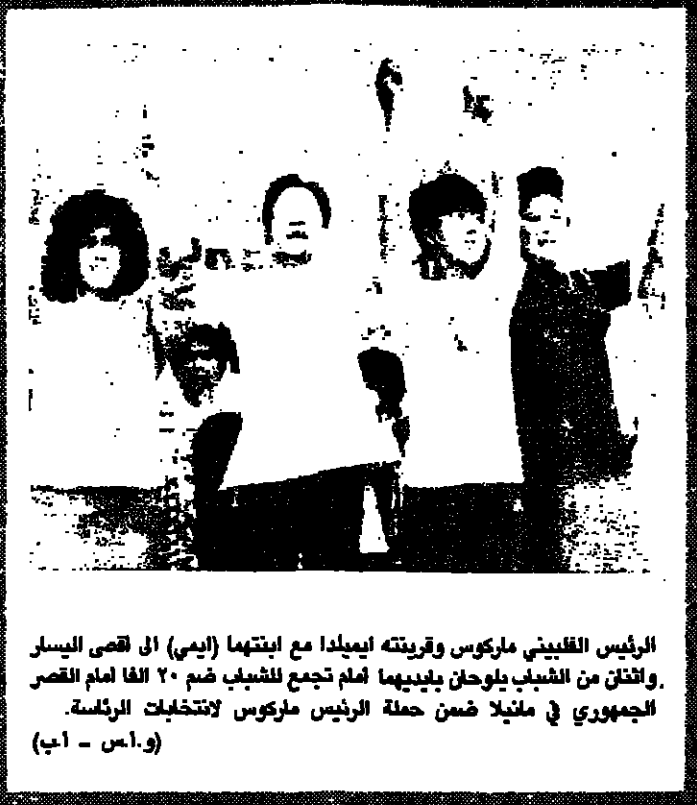 الرئيس الفلبيني ماركوس وقرينته ايميلدا مع ابنتهما (ايمي) الى اقصى اليسار
واثنان من الشباب يلوحان بايديهما امام تجمع للشباب ضم ٢٠ الفا امام القصر
الجمهوري في مانيلا ضمن حملة الرئيس ماركوس لانتخابات الرئاسة.
(و.أ.س – أ.ب)